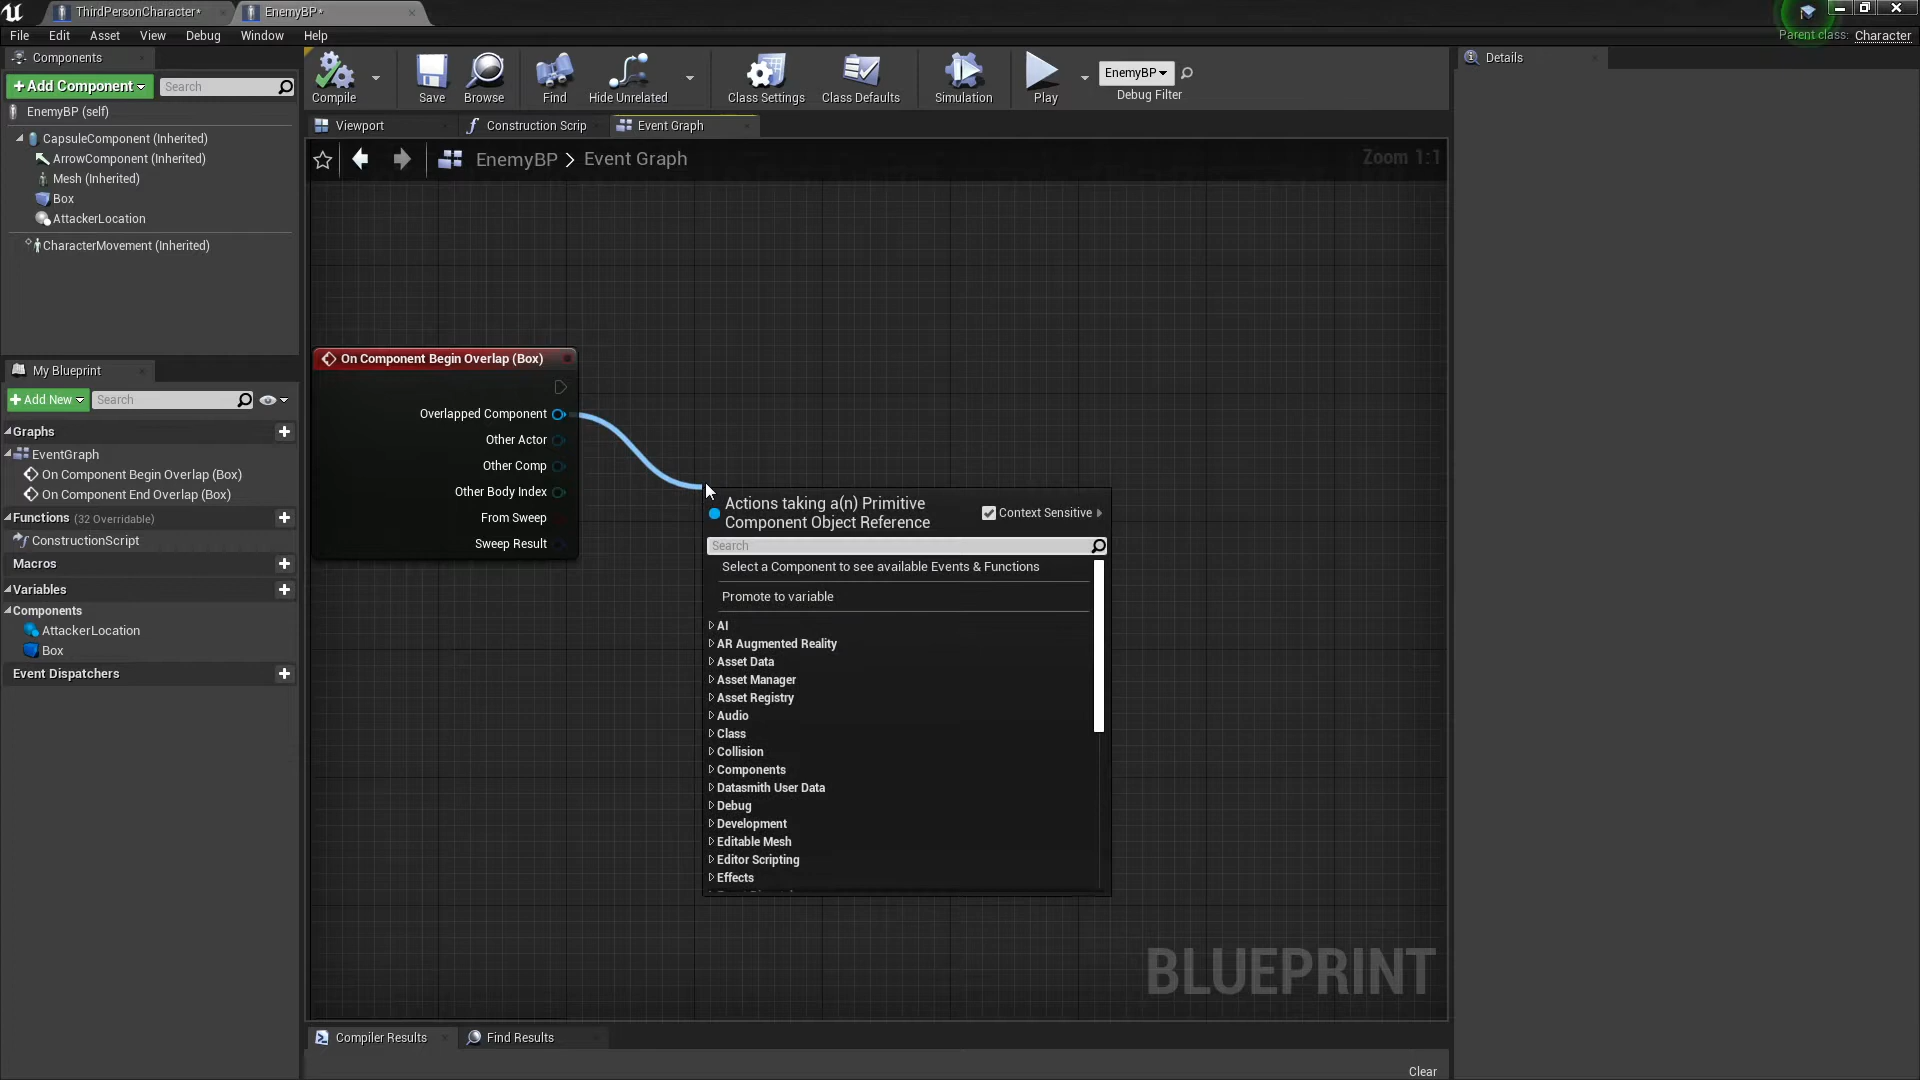 ThirdPersonCharacter*
EnemyBP*
File Edit Asset View Debug Window Help
Parent class: Character
Components
+ Add Component
Search
EnemyBP (self)
CapsuleComponent (Inherited)
ArrowComponent (Inherited)
Mesh (Inherited)
Box
AttackerLocation
CharacterMovement (Inherited)
My Blueprint
+ Add New
Search
Graphs
EventGraph
On Component Begin Overlap (Box)
On Component End Overlap (Box)
Functions (32 Overridable)
ConstructionScript
Macros
Variables
Components
AttackerLocation
Box
Event Dispatchers
Compile
Save
Browse
Find
Hide Unrelated
Class Settings
Class Defaults
Simulation
Play
EnemyBP
Debug Filter
Viewport
Construction Scrip
Event Graph
EnemyBP > Event Graph
Zoom 1:1
On Component Begin Overlap (Box)
Overlapped Component
Other Actor
Other Comp
Other Body Index
From Sweep
Sweep Result
Actions taking a(n) Primitive
Component Object Reference
Context Sensitive
Search
Select a Component to see available Events & Functions
Promote to variable
AI
AR Augmented Reality
Asset Data
Asset Manager
Asset Registry
Audio
Class
Collision
Components
Datasmith User Data
Debug
Development
Editable Mesh
Editor Scripting
Effects
BLUEPRINT
Compiler Results
Find Results
Clear
Details